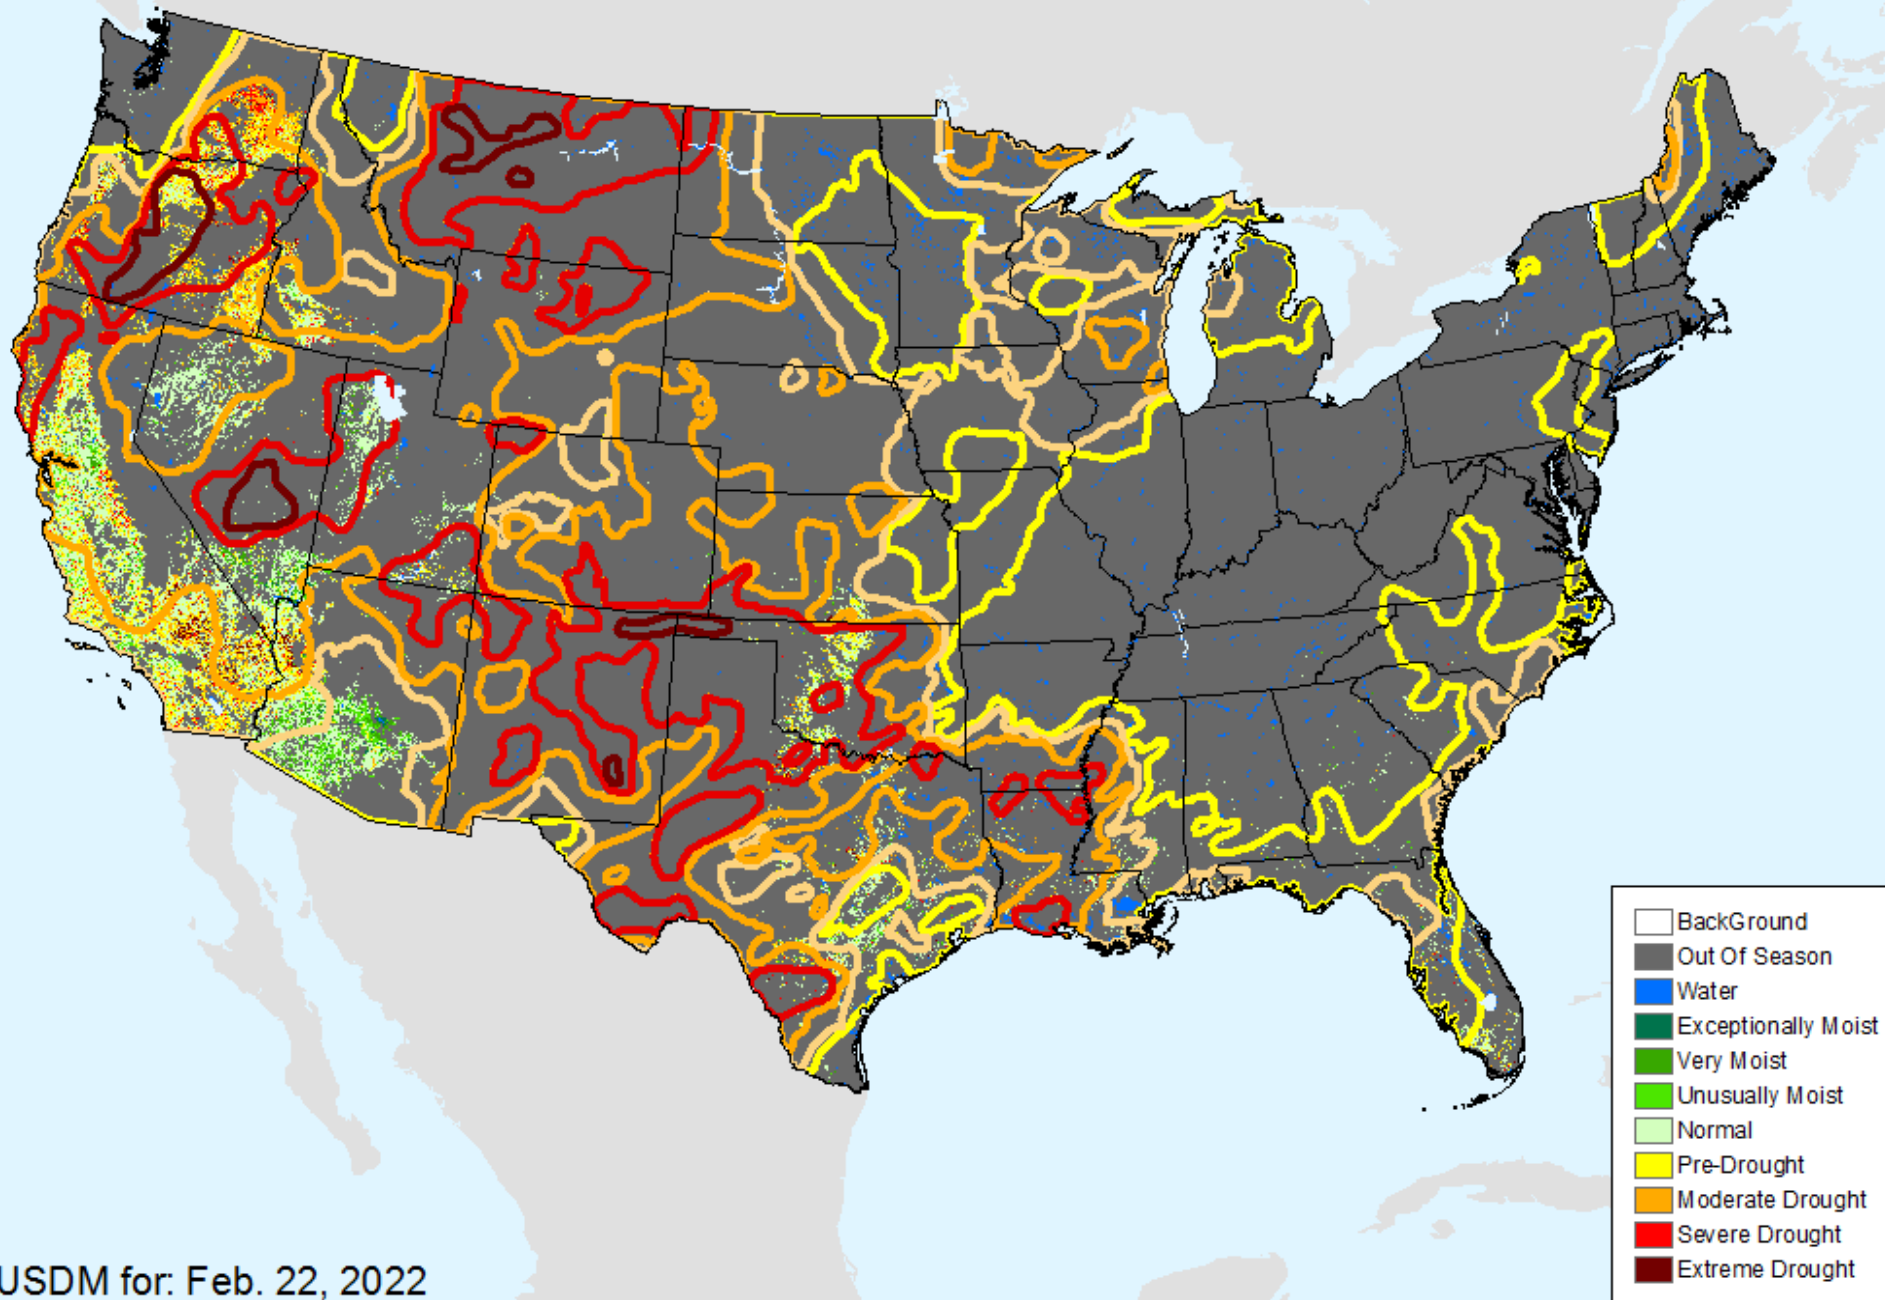 BackGround
Out Of Season
Water
Exceptionally Moist
Very Moist
Unusually Moist
Normal
Pre-Drought
Moderate Drought
Severe Drought
Extreme Drought
USDM for: Feb. 22, 2022